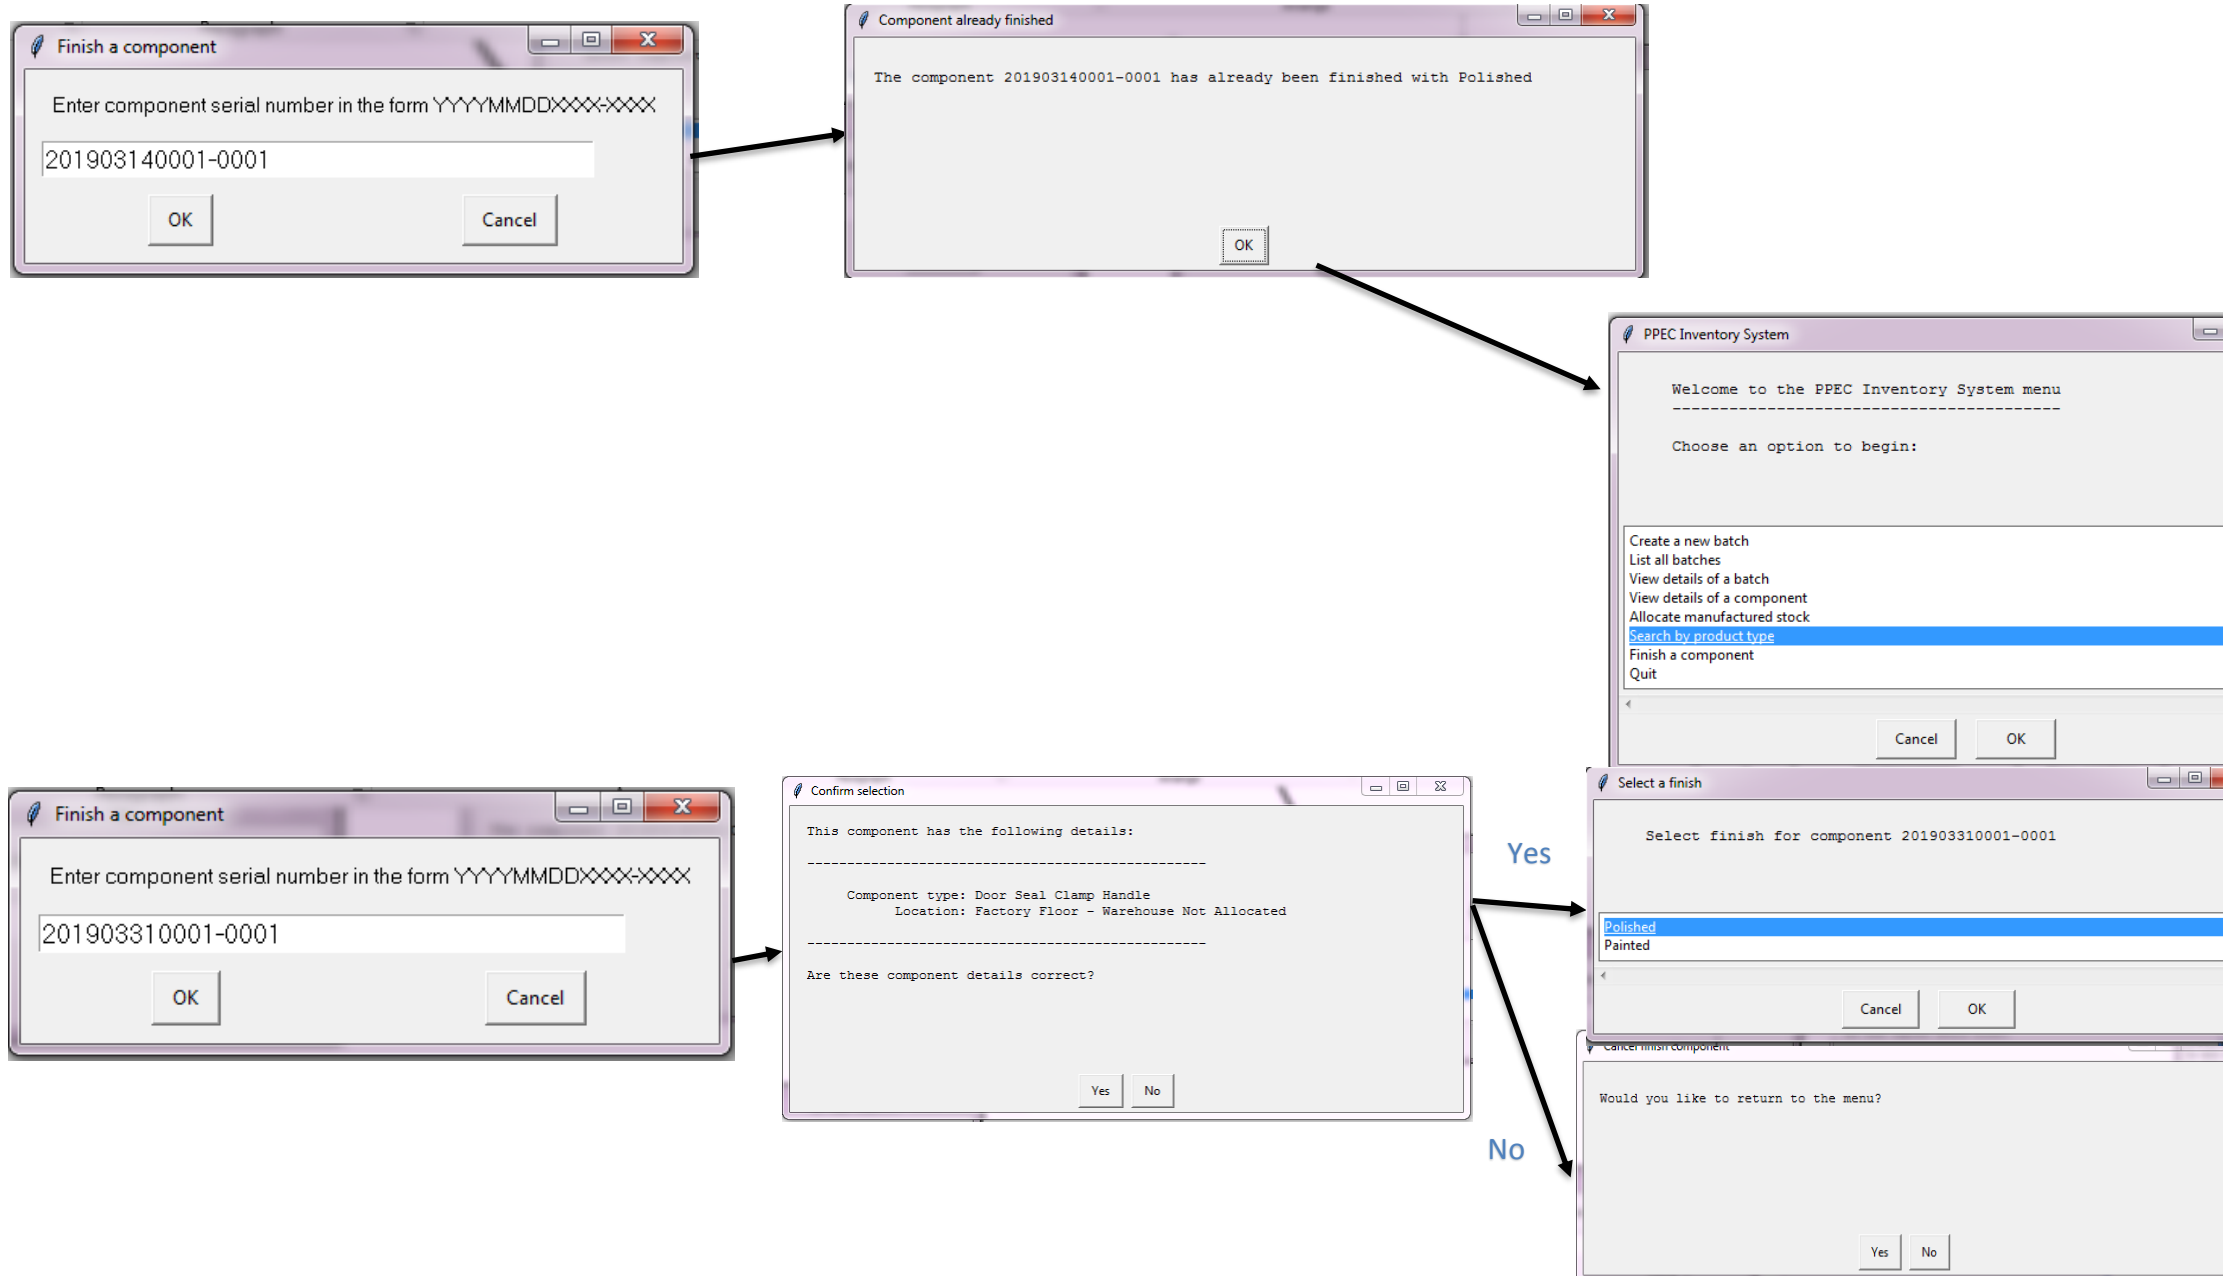 Finish a component
Enter component serial number in the form YYYYMMDDXXXX-XXXX
201903140001-0001
OK
Cancel
Component already finished
The component 201903140001-0001 has already been finished with Polished
OK
PPEC Inventory System
Welcome to the PPEC Inventory System menu
-----------------------------------------
Choose an option to begin:
Create a new batch
List all batches
View details of a batch
View details of a component
Allocate manufactured stock
Search by product type
Finish a component
Quit
Cancel
OK
Finish a component
Enter component serial number in the form YYYYMMDDXXXX-XXXX
201903310001-0001
OK
Cancel
Confirm selection
This component has the following details:
--------------------------------------------------
Component type: Door Seal Clamp Handle
Location: Factory Floor - Warehouse Not Allocated
--------------------------------------------------
Are these component details correct?
Yes
No
Yes
No
Select a finish
Select finish for component 201903310001-0001
Polished
Painted
Cancel
OK
Cancel finish component
Would you like to return to the menu?
Yes
No